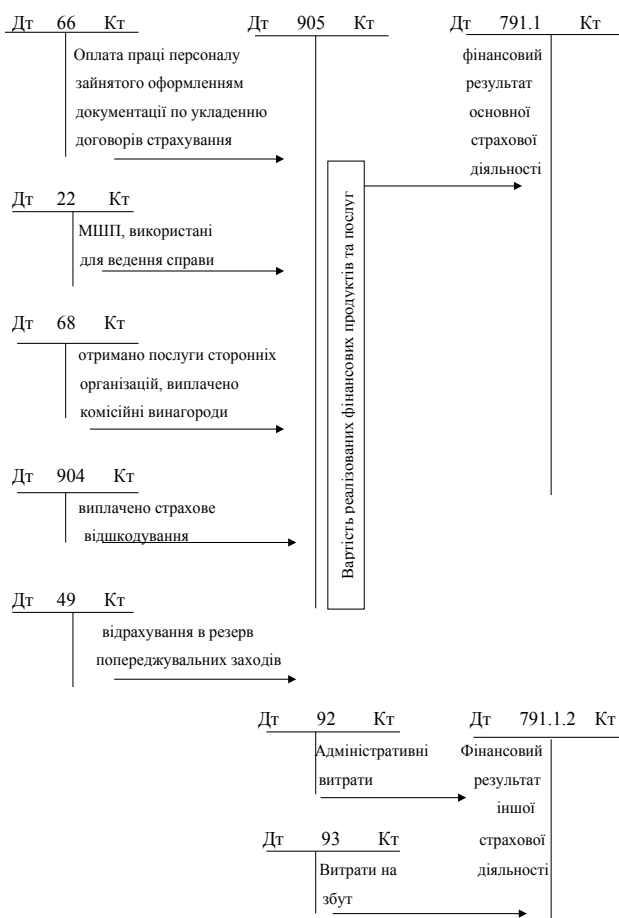 Дт 66 Кт
Дт 905 Кт
Дт 791.1 Кт
Оплата праці персоналу
зайнятого оформленням
документації по укладенню
договорів страхування
фінансовий
результат
основної
страхової
діяльності
Дт 22 Кт
МШП, використані
для ведення справи
Вартість реалізованих фінансових продуктів та послуг
Дт 68 Кт
отримано послуги сторонніх
організацій, виплачено
комісійні винагороди
Дт 904 Кт
виплачено страхове
відшкодування
Дт 49 Кт
відрахування в резерв
попереджувальних заходів
Дт 92 Кт
Дт 791.1.2 Кт
Адміністративні
витрати
Фінансовий
результат
іншої
страхової
діяльності
Дт 93 Кт
Витрати на
збут